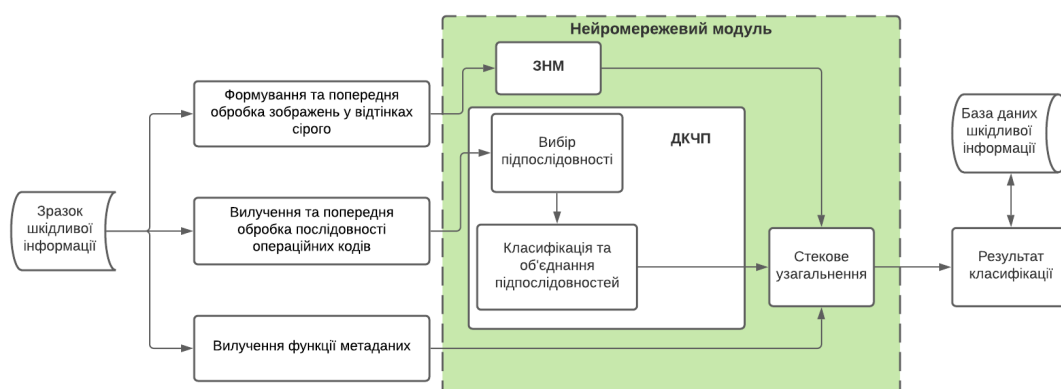 Нейромережевий модуль
ЗНМ
Формування та попередня
обробка зображень у відтінках
сірого
ДКЧП
Вибір
підпослідовності
База даних
шкідливої
інформації
Зразок
шкідливої
інформації
Вилучення та попередня
обробка послідовності
операційних кодів
Класифікація та
об'єднання
підпослідовностей
Стекове
узагальнення
Результат
класифікації
Вилучення функції метаданих